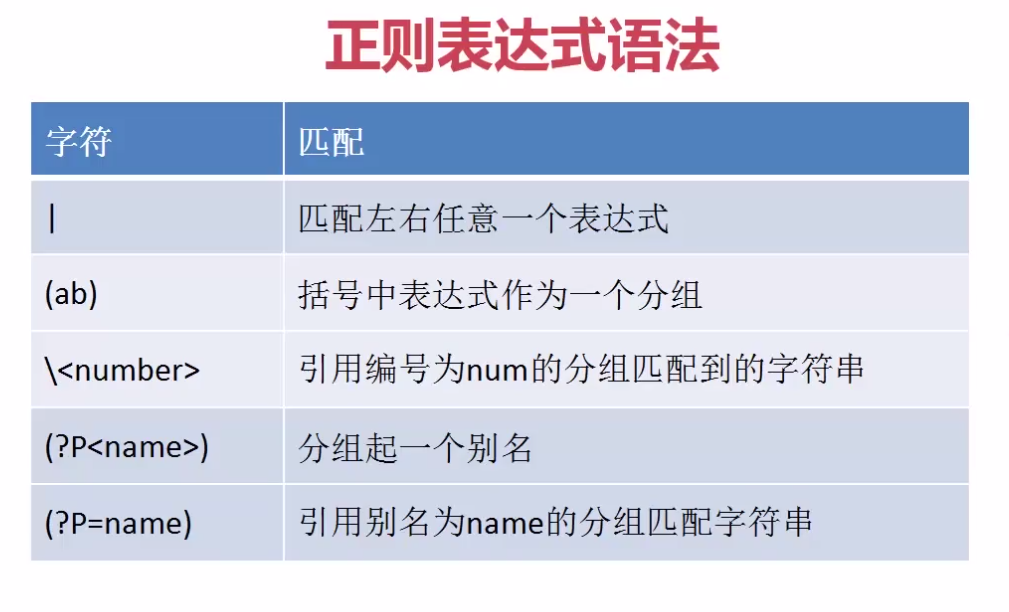 正则表达式语法
字符 匹配
| 匹配左右任意一个表达式
(ab) 括号中表达式作为一个分组
\<number> 引用编号为num的分组匹配到的字符串
(?P<name>) 分组起一个别名
(?P=name) 引用别名为name的分组匹配字符串